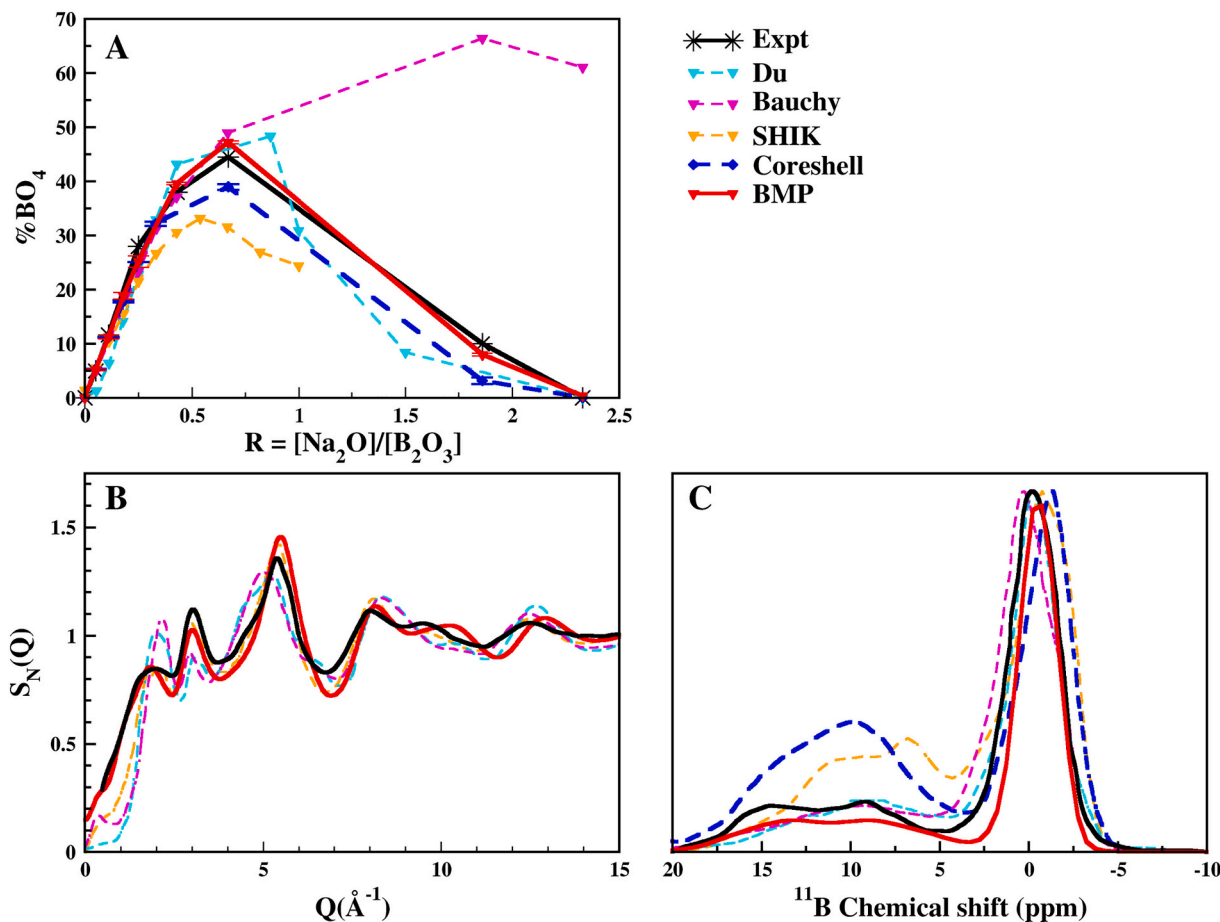 A
70
60
50
40
30
20
10
0
%BO4
0 0.5 1 1.5 2 2.5
R = [Na2O]/[B2O3]
Expt
Du
Bauchy
SHIK
Coreshell
BMP
B
1.5
1
0.5
0
SN(Q)
0 5 10 15
Q(Å-1)
C
20 15 10 5 0 -5 -10
11B Chemical shift (ppm)